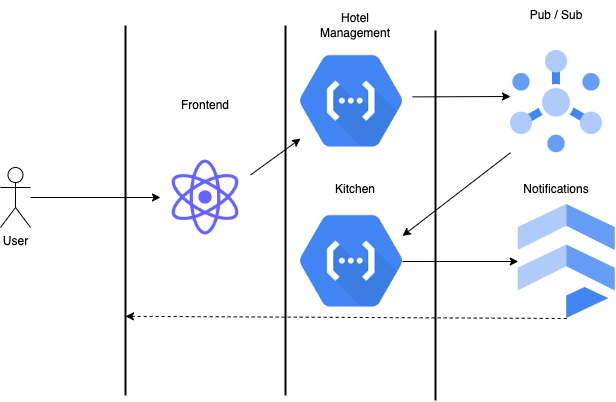 Hotel
Management
Pub / Sub
Frontend
Kitchen
Notifications
User